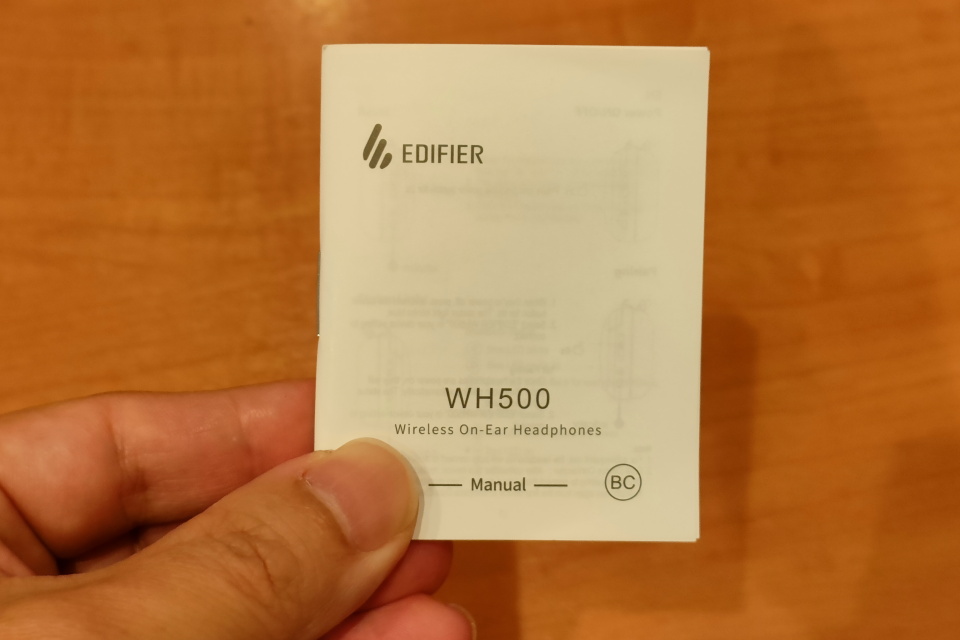 EDIFIER
WH500
Wireless On-Ear Headphones
Manual
BC